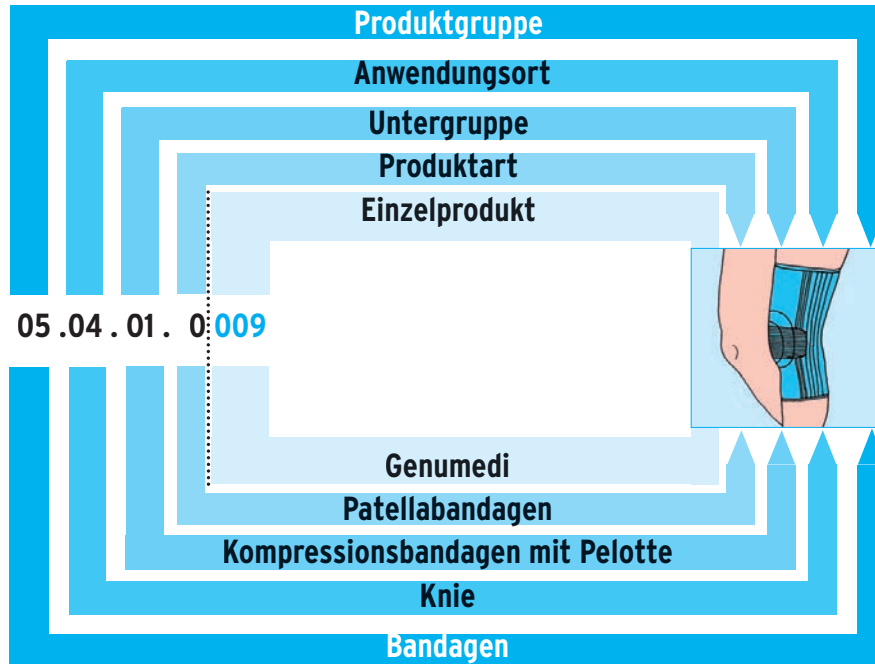 Produktgruppe
Anwendungsort
Untergruppe
Produktart
Einzelprodukt
05 .04 . 01 . 0 009
Genumedi
Patellabandagen
Kompressionsbandagen mit Pelotte
Knie
Bandagen